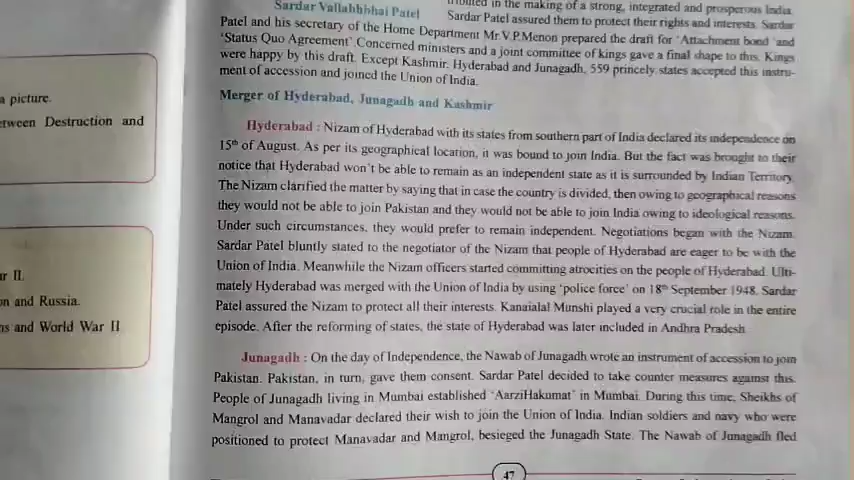 a picture.
etween Destruction and
ur II.
on and Russia.
ns and World War II
Sardar Vallabhbhai Patel
in the making of a strong, integrated and prosperous India.
Sardar Patel assured them to protect their rights and interests. Sardar
Patel and his secretary of the Home Department Mr.V.P.Menon prepared the draft for 'Attachment bond 'and
'Status Quo Agreement'.Concerned ministers and a joint committee of kings gave a final shape to this. Kings
were happy by this draft. Except Kashmir, Hyderabad and Junagadh, 559 princely states accepted this instru-
ment of accession and joined the Union of India.
Merger of Hyderabad, Junagadh and Kashmir
Hyderabad : Nizam of Hyderabad with its states from southern part of India declared its independence on
15th of August. As per its geographical location, it was bound to join India. But the fact was brought to their
notice that Hyderabad won't be able to remain as an independent state as it is surrounded by Indian Territory.
The Nizam clarified the matter by saying that in case the country is divided, then owing to geographical reasons
they would not be able to join Pakistan and they would not be able to join India owing to ideological reasons.
Under such circumstances, they would prefer to remain independent. Negotiations began with the Nizam.
Sardar Patel bluntly stated to the negotiator of the Nizam that people of Hyderabad are eager to be with the
Union of India. Meanwhile the Nizam officers started committing atrocities on the people of Hyderabad. Ulti-
mately Hyderabad was merged with the Union of India by using 'police force' on 18th September 1948. Sardar
Patel assured the Nizam to protect all their interests. Kanaialal Munshi played a very crucial role in the entire
episode. After the reforming of states, the state of Hyderabad was later included in Andhra Pradesh.
Junagadh : On the day of Independence, the Nawab of Junagadh wrote an instrument of accession to join
Pakistan. Pakistan, in turn, gave them consent. Sardar Patel decided to take counter measures against this.
People of Junagadh living in Mumbai established 'AarziHakumat' in Mumbai. During this time, Sheikhs of
Mangrol and Manavadar declared their wish to join the Union of India. Indian soldiers and navy who were
positioned to protect Manavadar and Mangrol, besieged the Junagadh State. The Nawab of Junagadh fled
47